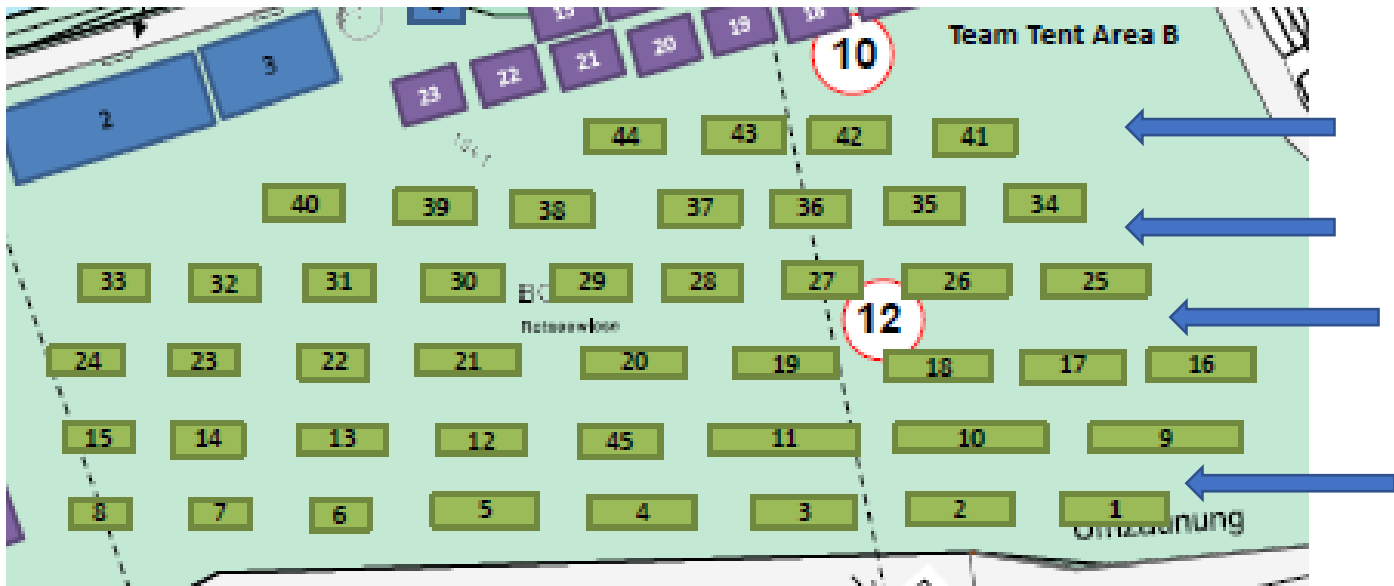 19 18
Team Tent Area B
3 23 22 21 20 10
2
44 43 42 41
40 39 38 37 36 35 34
33 32 31 30 29 28 27 26 25
12
24 23 22 21 20 19 18 17 16
15 14 13 12 45 11 10 9
8 7 6 5 4 3 2 1